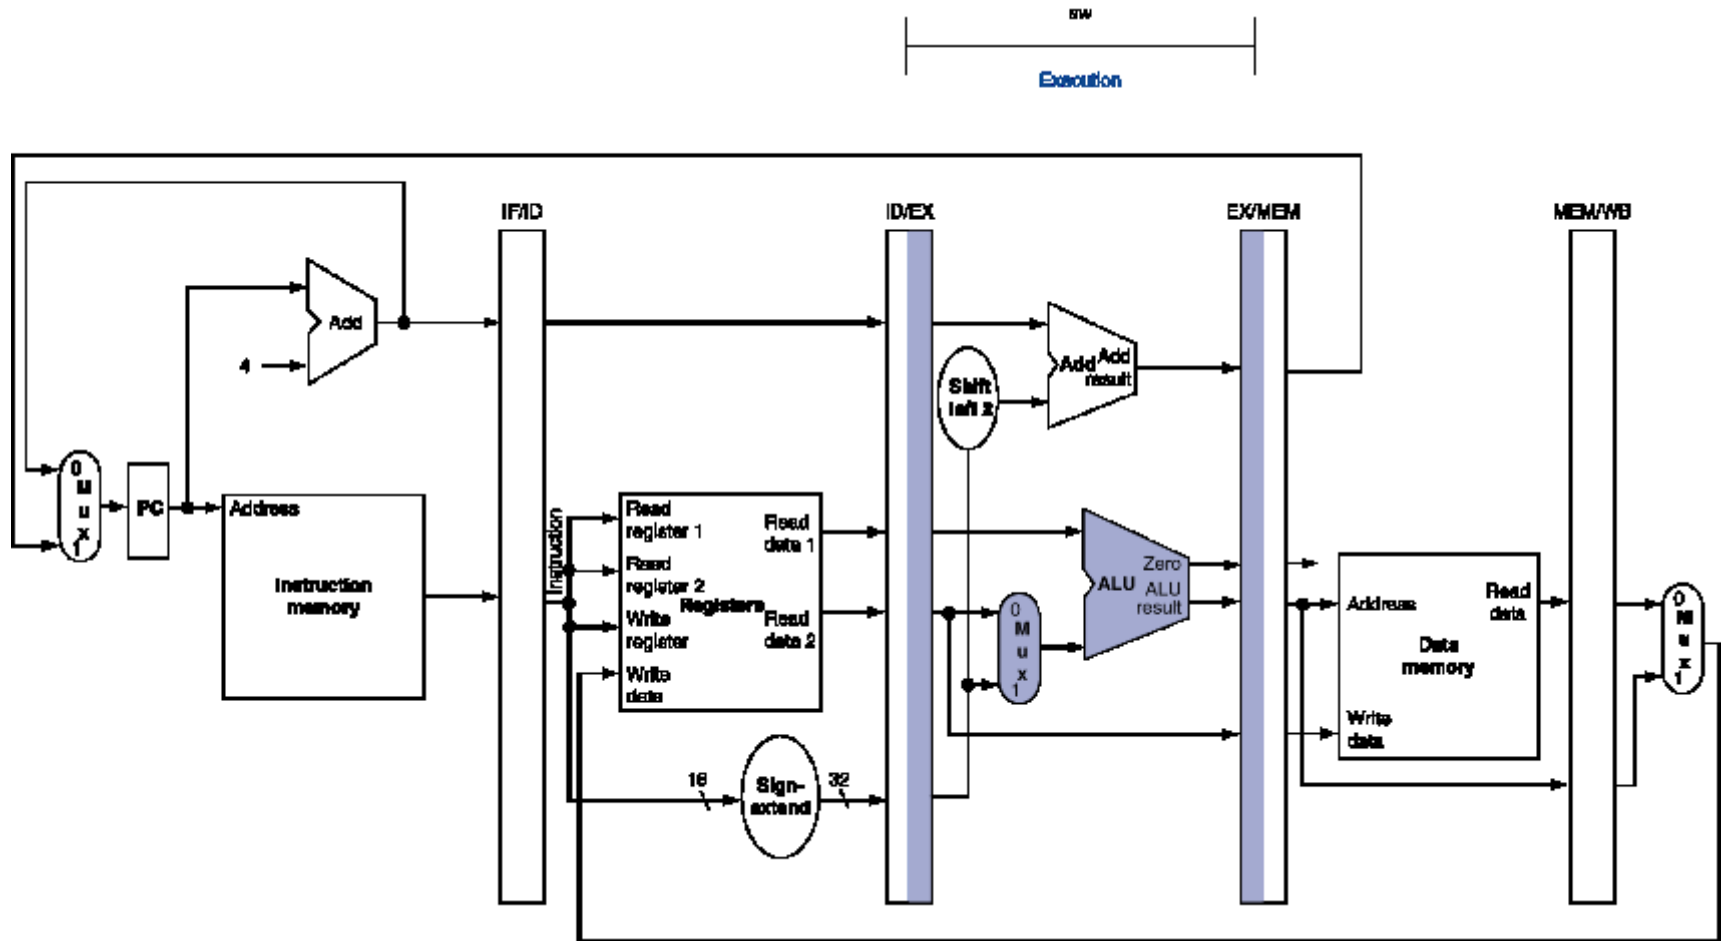 sw
Execution
IF/ID
ID/EX
EX/MEM
MEM/WB
Add
4
Shift
left 2
Add
Add
result
0
M
u
x
1
PC
Address
Instruction
memory
Instruction
Read
register 1
Read
register 2
Write
register
Write
data
Registers
Read
data 1
Read
data 2
0
M
u
x
1
ALU
Zero
ALU
result
Address
Write
data
Data
memory
Read
data
0
M
u
x
1
16
Sign-
extend
32